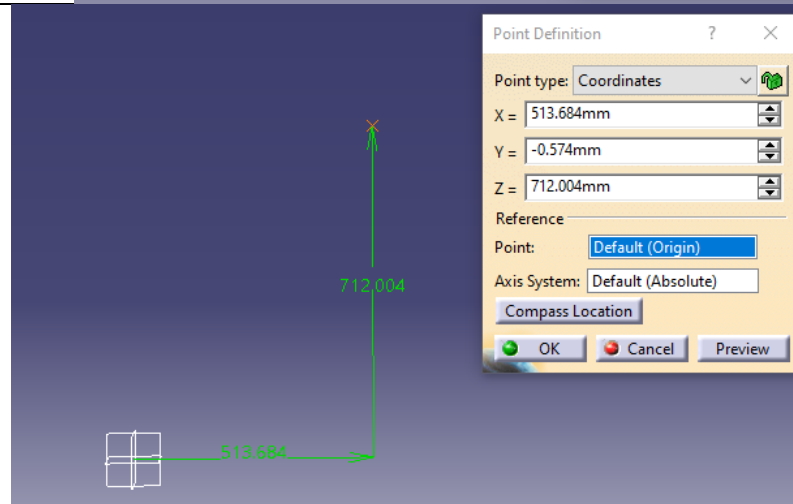 Point Definition ? ×
Point type: Coordinates
X = 513.684mm
Y = -0.574mm
Z = 712.004mm
Reference
Point: Default (Origin)
Axis System: Default (Absolute)
Compass Location
OK Cancel Preview
712.004
513.684